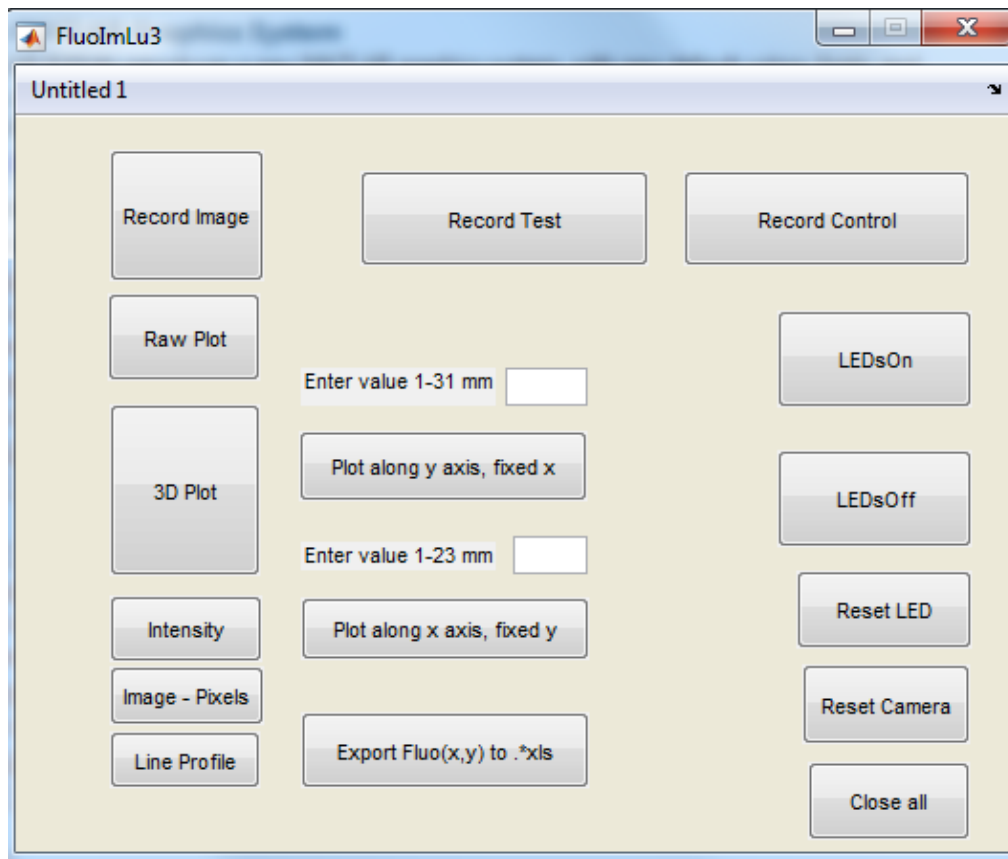 FluoImLu3
Untitled 1
Record Image
Record Test
Record Control
Raw Plot
LEDsOn
Enter value 1-31 mm
Plot along y axis, fixed x
3D Plot
LEDsOff
Enter value 1-23 mm
Intensity
Plot along x axis, fixed y
Reset LED
Image - Pixels
Reset Camera
Line Profile
Export Fluo(x,y) to .*xls
Close all